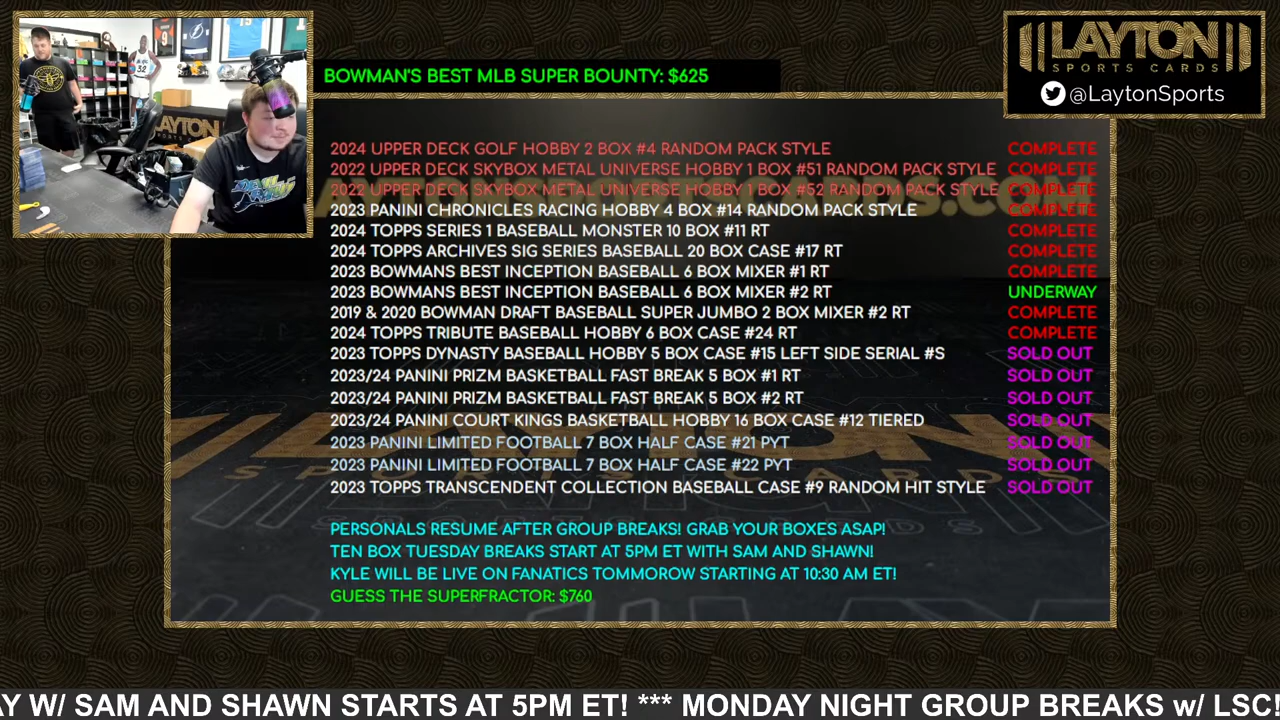 BOWMAN'S BEST MLB SUPER BOUNTY: $625
LAYTON
SPORTS CARDS
@LaytonSports
2024 UPPER DECK GOLF HOBBY 2 BOX #4 RANDOM PACK STYLE COMPLETE
2022 UPPER DECK SKYBOX METAL UNIVERSE HOBBY 1 BOX #51 RANDOM PACK STYLE COMPLETE
2022 UPPER DECK SKYBOX METAL UNIVERSE HOBBY 1 BOX #52 RANDOM PACK STYLE COMPLETE
2023 PANINI CHRONICLES RACING HOBBY 4 BOX #14 RANDOM PACK STYLE COMPLETE
2024 TOPPS SERIES 1 BASEBALL MONSTER 10 BOX #11 RT COMPLETE
2024 TOPPS ARCHIVES SIG SERIES BASEBALL 20 BOX CASE #17 RT COMPLETE
2023 BOWMANS BEST INCEPTION BASEBALL 6 BOX MIXER #1 RT COMPLETE
2023 BOWMANS BEST INCEPTION BASEBALL 6 BOX MIXER #2 RT UNDERWAY
2019 & 2020 BOWMAN DRAFT BASEBALL SUPER JUMBO 2 BOX MIXER #2 RT COMPLETE
2024 TOPPS TRIBUTE BASEBALL HOBBY 6 BOX CASE #24 RT COMPLETE
2023 TOPPS DYNASTY BASEBALL HOBBY 5 BOX CASE #15 LEFT SIDE SERIAL #S SOLD OUT
2023/24 PANINI PRIZM BASKETBALL FAST BREAK 5 BOX #1 RT SOLD OUT
2023/24 PANINI PRIZM BASKETBALL FAST BREAK 5 BOX #2 RT SOLD OUT
2023/24 PANINI COURT KINGS BASKETBALL HOBBY 16 BOX CASE #12 TIERED SOLD OUT
2023 PANINI LIMITED FOOTBALL 7 BOX HALF CASE #21 PYT SOLD OUT
2023 PANINI LIMITED FOOTBALL 7 BOX HALF CASE #22 PYT SOLD OUT
2023 TOPPS TRANSCENDENT COLLECTION BASEBALL CASE #9 RANDOM HIT STYLE SOLD OUT
PERSONALS RESUME AFTER GROUP BREAKS! GRAB YOUR BOXES ASAP!
TEN BOX TUESDAY BREAKS START AT 5PM ET WITH SAM AND SHAWN!
KYLE WILL BE LIVE ON FANATICS TOMMOROW STARTING AT 10:30 AM ET!
GUESS THE SUPERFRACTOR: $760
AY W/ SAM AND SHAWN STARTS AT 5PM ET! *** MONDAY NIGHT GROUP BREAKS w/ LSC!